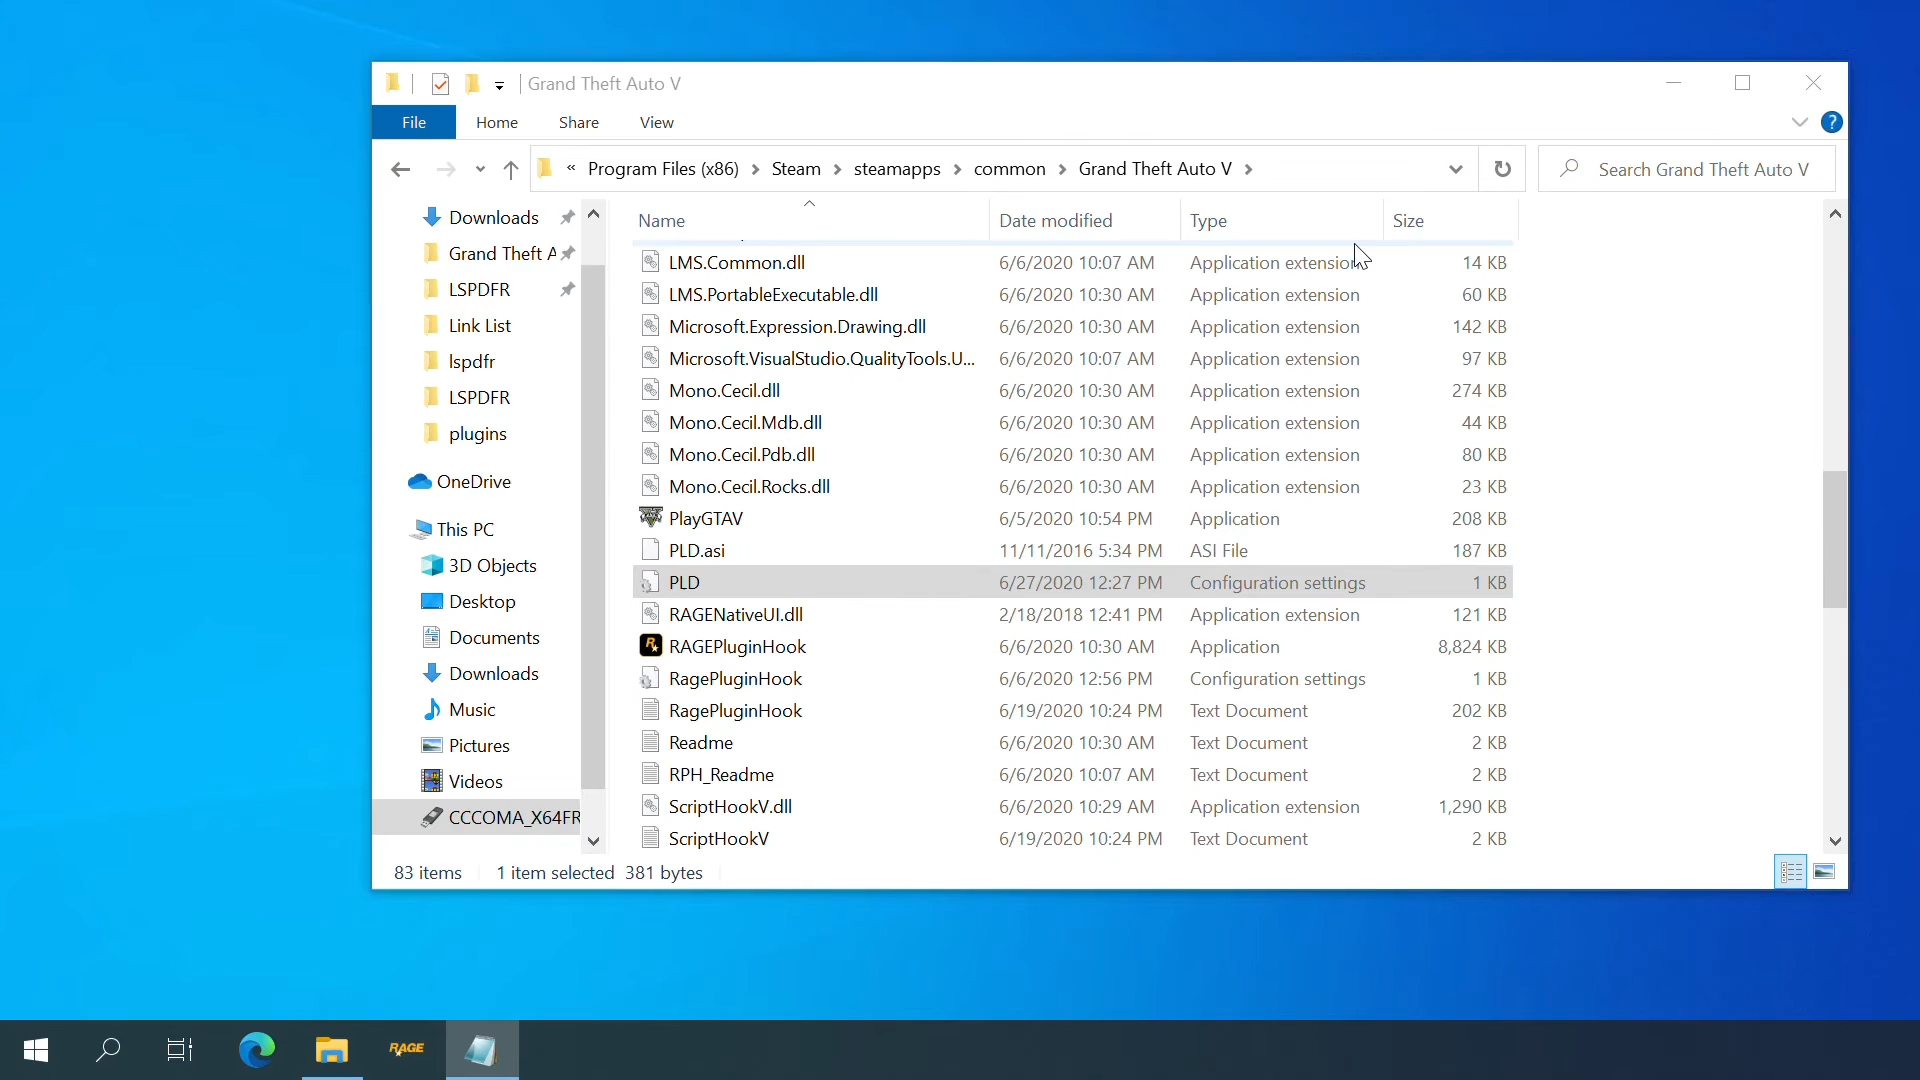 Grand Theft Auto V
File Home Share View
« Program Files (x86) Steam steamapps common Grand Theft Auto V
Search Grand Theft Auto V
Downloads
Grand Theft A
LSPDFR
Link List
lspdfr
LSPDFR
plugins
OneDrive
This PC
3D Objects
Desktop
Documents
Downloads
Music
Pictures
Videos
CCCOMA_X64FR
Name Date modified Type Size
LMS.Common.dll 6/6/2020 10:07 AM Application extension 14 KB
LMS.PortableExecutable.dll 6/6/2020 10:30 AM Application extension 60 KB
Microsoft.Expression.Drawing.dll 6/6/2020 10:30 AM Application extension 142 KB
Microsoft.VisualStudio.QualityTools.U... 6/6/2020 10:07 AM Application extension 97 KB
Mono.Cecil.dll 6/6/2020 10:30 AM Application extension 274 KB
Mono.Cecil.Mdb.dll 6/6/2020 10:30 AM Application extension 44 KB
Mono.Cecil.Pdb.dll 6/6/2020 10:30 AM Application extension 80 KB
Mono.Cecil.Rocks.dll 6/6/2020 10:30 AM Application extension 23 KB
PlayGTAV 6/5/2020 10:54 PM Application 208 KB
PLD.asi 11/11/2016 5:34 PM ASI File 187 KB
PLD 6/27/2020 12:27 PM Configuration settings 1 KB
RAGENativeUI.dll 2/18/2018 12:41 PM Application extension 121 KB
RAGEPluginHook 6/6/2020 10:30 AM Application 8,824 KB
RagePluginHook 6/6/2020 12:56 PM Configuration settings 1 KB
RagePluginHook 6/19/2020 10:24 PM Text Document 202 KB
Readme 6/6/2020 10:30 AM Text Document 2 KB
RPH_Readme 6/6/2020 10:07 AM Text Document 2 KB
ScriptHookV.dll 6/6/2020 10:29 AM Application extension 1,290 KB
ScriptHookV 6/19/2020 10:24 PM Text Document 2 KB
83 items 1 item selected 381 bytes
RAGE